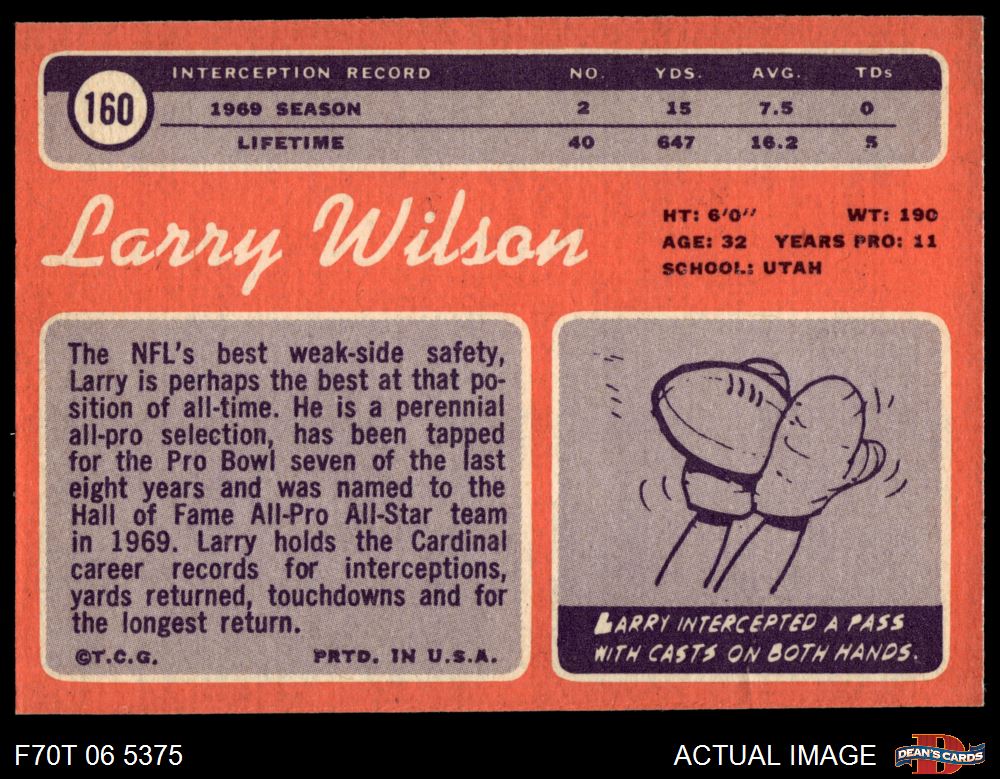 160
INTERCEPTION RECORD NO. YDS. AVG. TDs
1969 SEASON 2 15 7.5 0
LIFETIME 40 647 16.2 5
Larry Wilson
HT: 6'0" WT: 190
AGE: 32 YEARS PRO: 11
SCHOOL: UTAH
The NFL's best weak-side safety,
Larry is perhaps the best at that po-
sition of all-time. He is a perennial
all-pro selection, has been tapped
for the Pro Bowl seven of the last
eight years and was named to the
Hall of Fame All-Pro All-Star team
in 1969. Larry holds the Cardinal
career records for interceptions,
yards returned, touchdowns and for
the longest return.
©T.C.G. PRTD. IN U.S.A.
LARRY INTERCEPTED A PASS
WITH CASTS ON BOTH HANDS.
F70T 06 5375
ACTUAL IMAGE
D
DEAN'S CARDS